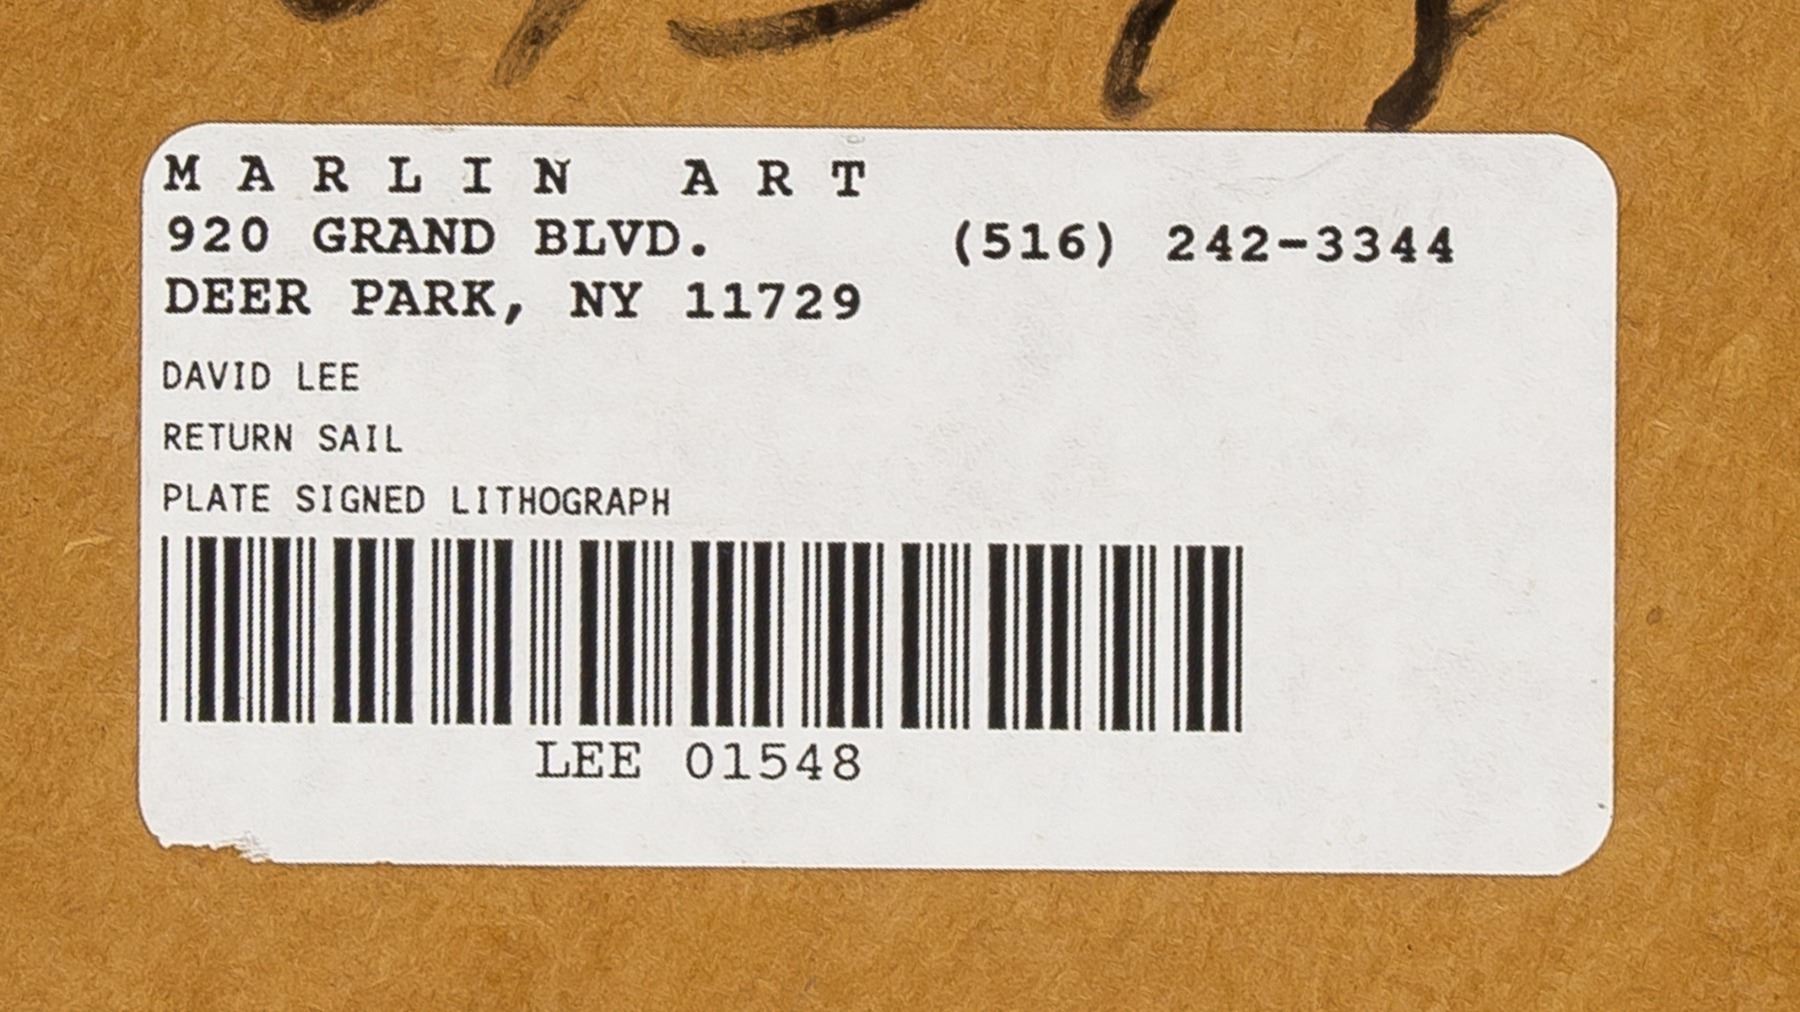 MARLIN ART
920 GRAND BLVD. (516) 242-3344
DEER PARK, NY 11729
DAVID LEE
RETURN SAIL
PLATE SIGNED LITHOGRAPH
LEE 01548